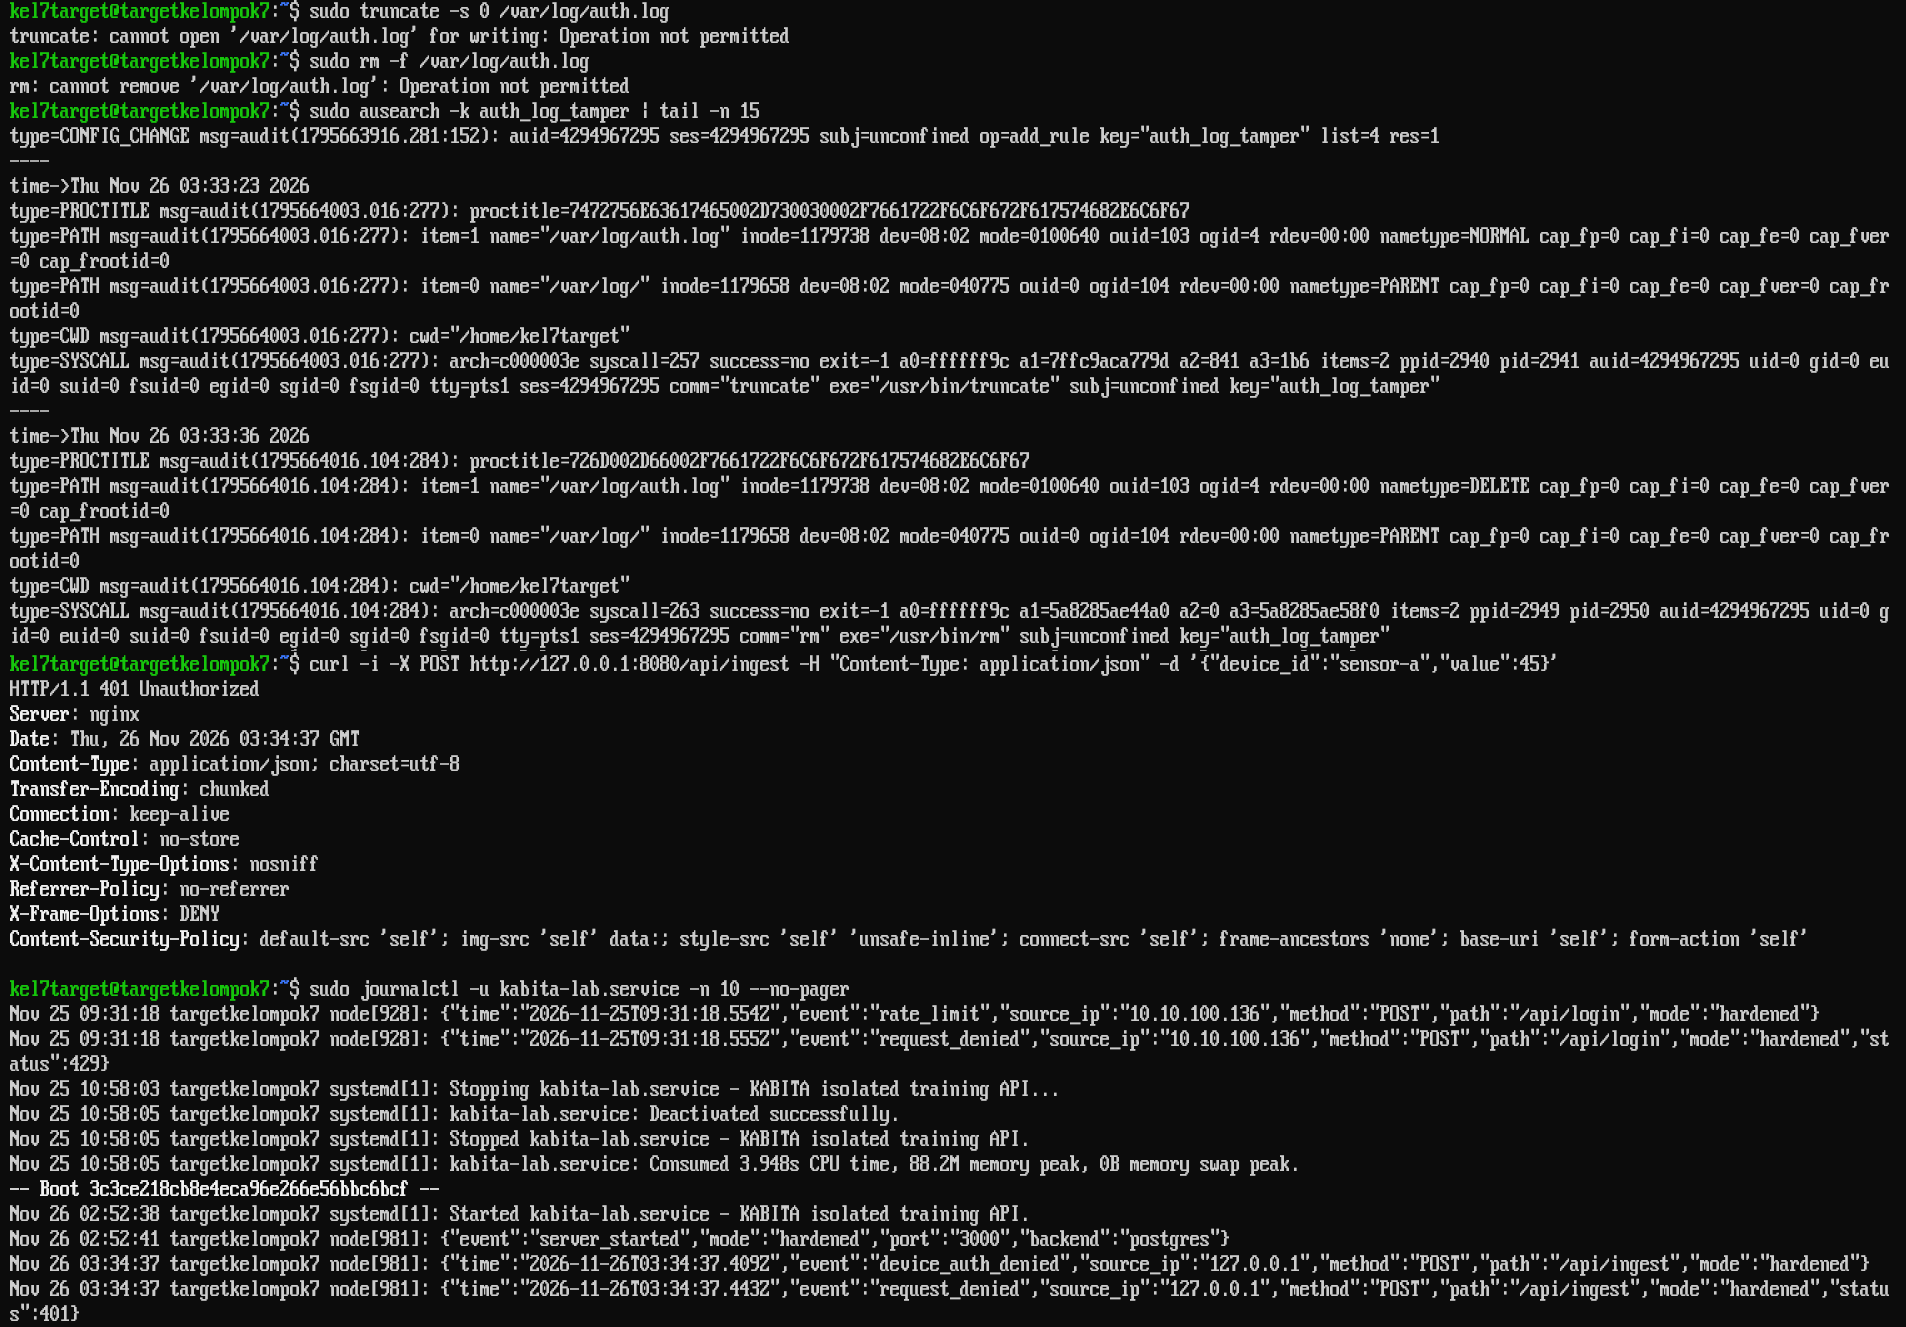 kel7target@targetkelompok7:~$ sudo truncate -s 0 /var/log/auth.log
truncate: cannot open '/var/log/auth.log' for writing: Operation not permitted
kel7target@targetkelompok7:~$ sudo rm -f /var/log/auth.log
rm: cannot remove '/var/log/auth.log': Operation not permitted
kel7target@targetkelompok7:~$ sudo ausearch -k auth_log_tamper | tail -n 15
type=CONFIG_CHANGE msg=audit(1795663916.281:152): auid=4294967295 ses=4294967295 subj=unconfined op=add_rule key="auth_log_tamper" list=4 res=1
----
time->Thu Nov 26 03:33:23 2026
type=PROCTITLE msg=audit(1795664003.016:277): proctitle=7472756E63617465002D730030002F7661722F6C6F672F617574682E6C6F67
type=PATH msg=audit(1795664003.016:277): item=1 name="/var/log/auth.log" inode=1179738 dev=08:02 mode=0100640 ouid=103 ogid=4 rdev=00:00 nametype=NORMAL cap_fp=0 cap_fi=0 cap_fe=0 cap_fver
=0 cap_frootid=0
type=PATH msg=audit(1795664003.016:277): item=0 name="/var/log/" inode=1179658 dev=08:02 mode=040775 ouid=0 ogid=104 rdev=00:00 nametype=PARENT cap_fp=0 cap_fi=0 cap_fe=0 cap_fver=0 cap_fr
ootid=0
type=CWD msg=audit(1795664003.016:277): cwd="/home/kel7target"
type=SYSCALL msg=audit(1795664003.016:277): arch=c000003e syscall=257 success=no exit=-1 a0=ffffff9c a1=7ffc9aca779d a2=841 a3=1b6 items=2 ppid=2940 pid=2941 auid=4294967295 uid=0 gid=0 eu
id=0 suid=0 fsuid=0 egid=0 sgid=0 fsgid=0 tty=pts1 ses=4294967295 comm="truncate" exe="/usr/bin/truncate" subj=unconfined key="auth_log_tamper"
----
time->Thu Nov 26 03:33:36 2026
type=PROCTITLE msg=audit(1795664016.104:284): proctitle=726D002D66002F7661722F6C6F672F617574682E6C6F67
type=PATH msg=audit(1795664016.104:284): item=1 name="/var/log/auth.log" inode=1179738 dev=08:02 mode=0100640 ouid=103 ogid=4 rdev=00:00 nametype=DELETE cap_fp=0 cap_fi=0 cap_fe=0 cap_fver
=0 cap_frootid=0
type=PATH msg=audit(1795664016.104:284): item=0 name="/var/log/" inode=1179658 dev=08:02 mode=040775 ouid=0 ogid=104 rdev=00:00 nametype=PARENT cap_fp=0 cap_fi=0 cap_fe=0 cap_fver=0 cap_fr
ootid=0
type=CWD msg=audit(1795664016.104:284): cwd="/home/kel7target"
type=SYSCALL msg=audit(1795664016.104:284): arch=c000003e syscall=263 success=no exit=-1 a0=ffffff9c a1=5a8285ae44a0 a2=0 a3=5a8285ae58f0 items=2 ppid=2949 pid=2950 auid=4294967295 uid=0 g
id=0 euid=0 suid=0 fsuid=0 egid=0 sgid=0 fsgid=0 tty=pts1 ses=4294967295 comm="rm" exe="/usr/bin/rm" subj=unconfined key="auth_log_tamper"
kel7target@targetkelompok7:~$ curl -i -X POST http://127.0.0.1:8080/api/ingest -H "Content-Type: application/json" -d '{"device_id":"sensor-a","value":45}'
HTTP/1.1 401 Unauthorized
Server: nginx
Date: Thu, 26 Nov 2026 03:34:37 GMT
Content-Type: application/json; charset=utf-8
Transfer-Encoding: chunked
Connection: keep-alive
Cache-Control: no-store
X-Content-Type-Options: nosniff
Referrer-Policy: no-referrer
X-Frame-Options: DENY
Content-Security-Policy: default-src 'self'; img-src 'self' data:; style-src 'self' 'unsafe-inline'; connect-src 'self'; frame-ancestors 'none'; base-uri 'self'; form-action 'self'
kel7target@targetkelompok7:~$ sudo journalctl -u kabita-lab.service -n 10 --no-pager
Nov 25 09:31:18 targetkelompok7 node[928]: {"time":"2026-11-25T09:31:18.554Z","event":"rate_limit","source_ip":"10.10.100.136","method":"POST","path":"/api/login","mode":"hardened"}
Nov 25 09:31:18 targetkelompok7 node[928]: {"time":"2026-11-25T09:31:18.555Z","event":"request_denied","source_ip":"10.10.100.136","method":"POST","path":"/api/login","mode":"hardened","st
atus":429}
Nov 25 10:58:03 targetkelompok7 systemd[1]: Stopping kabita-lab.service - KABITA isolated training API...
Nov 25 10:58:05 targetkelompok7 systemd[1]: kabita-lab.service: Deactivated successfully.
Nov 25 10:58:05 targetkelompok7 systemd[1]: Stopped kabita-lab.service - KABITA isolated training API.
Nov 25 10:58:05 targetkelompok7 systemd[1]: kabita-lab.service: Consumed 3.948s CPU time, 88.2M memory peak, 0B memory swap peak.
-- Boot 3c3ce218cb8e4eca96e266e56bbc6bcf --
Nov 26 02:52:38 targetkelompok7 systemd[1]: Started kabita-lab.service - KABITA isolated training API.
Nov 26 02:52:41 targetkelompok7 node[981]: {"event":"server_started","mode":"hardened","port":"3000","backend":"postgres"}
Nov 26 03:34:37 targetkelompok7 node[981]: {"time":"2026-11-26T03:34:37.409Z","event":"device_auth_denied","source_ip":"127.0.0.1","method":"POST","path":"/api/ingest","mode":"hardened"}
Nov 26 03:34:37 targetkelompok7 node[981]: {"time":"2026-11-26T03:34:37.443Z","event":"request_denied","source_ip":"127.0.0.1","method":"POST","path":"/api/ingest","mode":"hardened","statu
s":401}